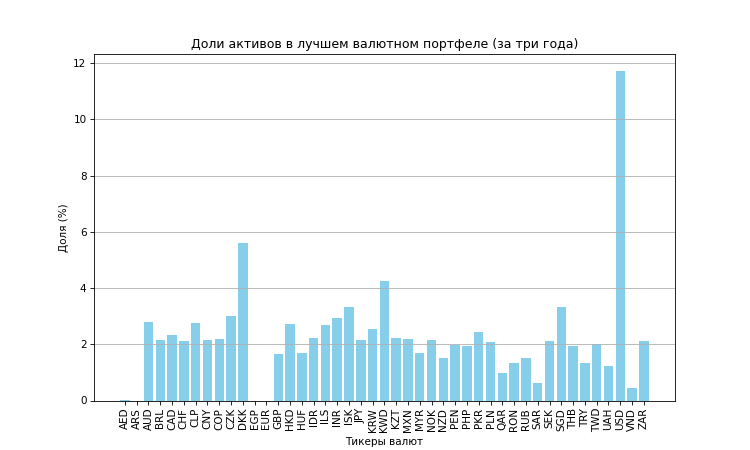 Доли активов в лучшем валютном портфеле (за три года)
Доля (%)
12
10
8
6
4
2
0
AED ARS AUD BRL CAD CHF CLP CNY COP CZK DKK EGP EUR GBP HKD HUF IDR ILS INR ISK JPY KRW KWD KZT MXN MYR NOK NZD PEN PHP PKR PLN QAR RON RUB SAR SEK SGD THB TRY TWD UAH USD VND ZAR
Тикеры валют